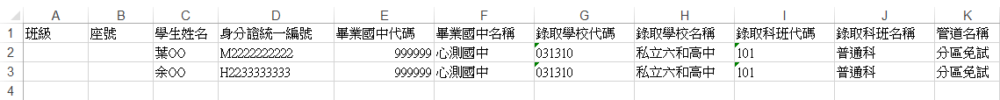 A B C D E F G H I J K
1 班級 座號 學生姓名 身分證統一編號 畢業國中代碼 畢業國中名稱 錄取學校代碼 錄取學校名稱 錄取科班代碼 錄取科班名稱 管道名稱
2 葉OO M2222222222 999999 心測國中 031310 私立六和高中 101 普通科 分區免試
3 余OO H2233333333 999999 心測國中 031310 私立六和高中 101 普通科 分區免試
4